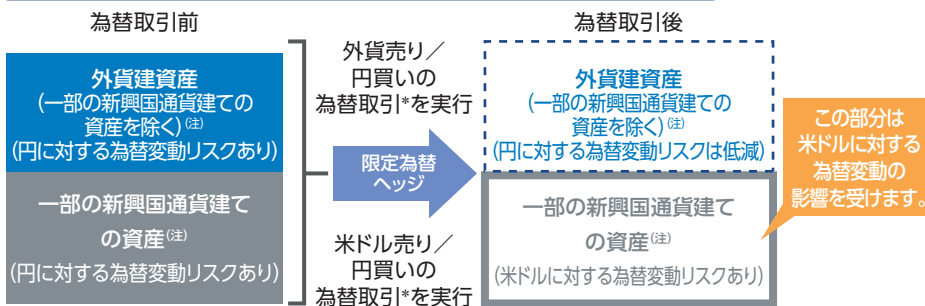 為替取引前
外貨建資産
(一部の新興国通貨建ての
資産を除く)(注)
(円に対する為替変動リスクあり)
一部の新興国通貨建て
の資産(注)
(円に対する為替変動リスクあり)
外貨売り／
円買いの
為替取引*を実行
限定為替
ヘッジ
米ドル売り／
円買いの
為替取引*を実行
為替取引後
外貨建資産
(一部の新興国通貨建ての
資産を除く)(注)
(円に対する為替変動リスクは低減)
一部の新興国通貨建て
の資産(注)
(米ドルに対する為替変動リスクあり)
この部分は
米ドルに対する
為替変動の
影響を受けます。